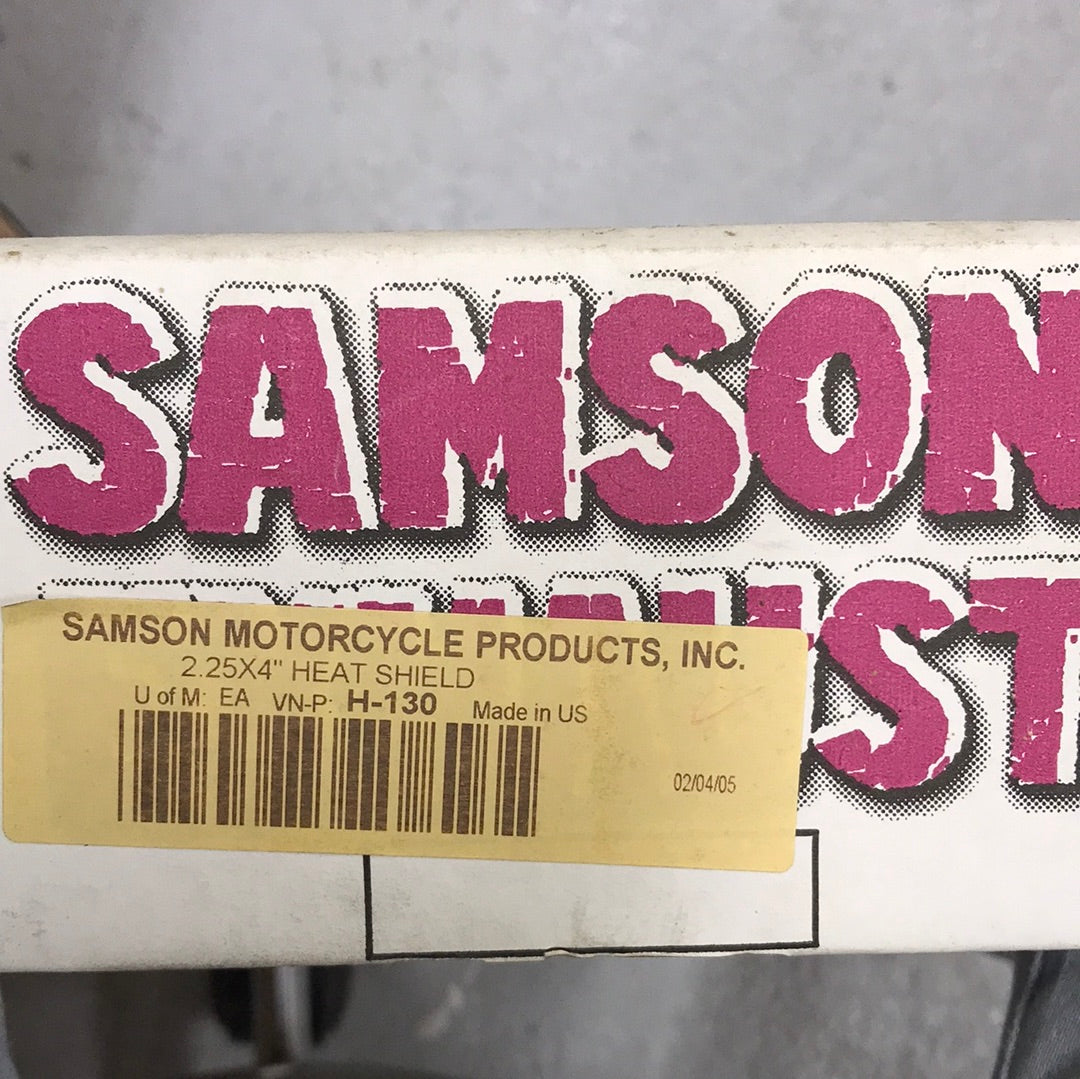 SAMSON
UST
SAMSON MOTORCYCLE PRODUCTS, INC.
2.25X4" HEAT SHIELD
U of M: EA VN-P: H-130 Made in US
02/04/05